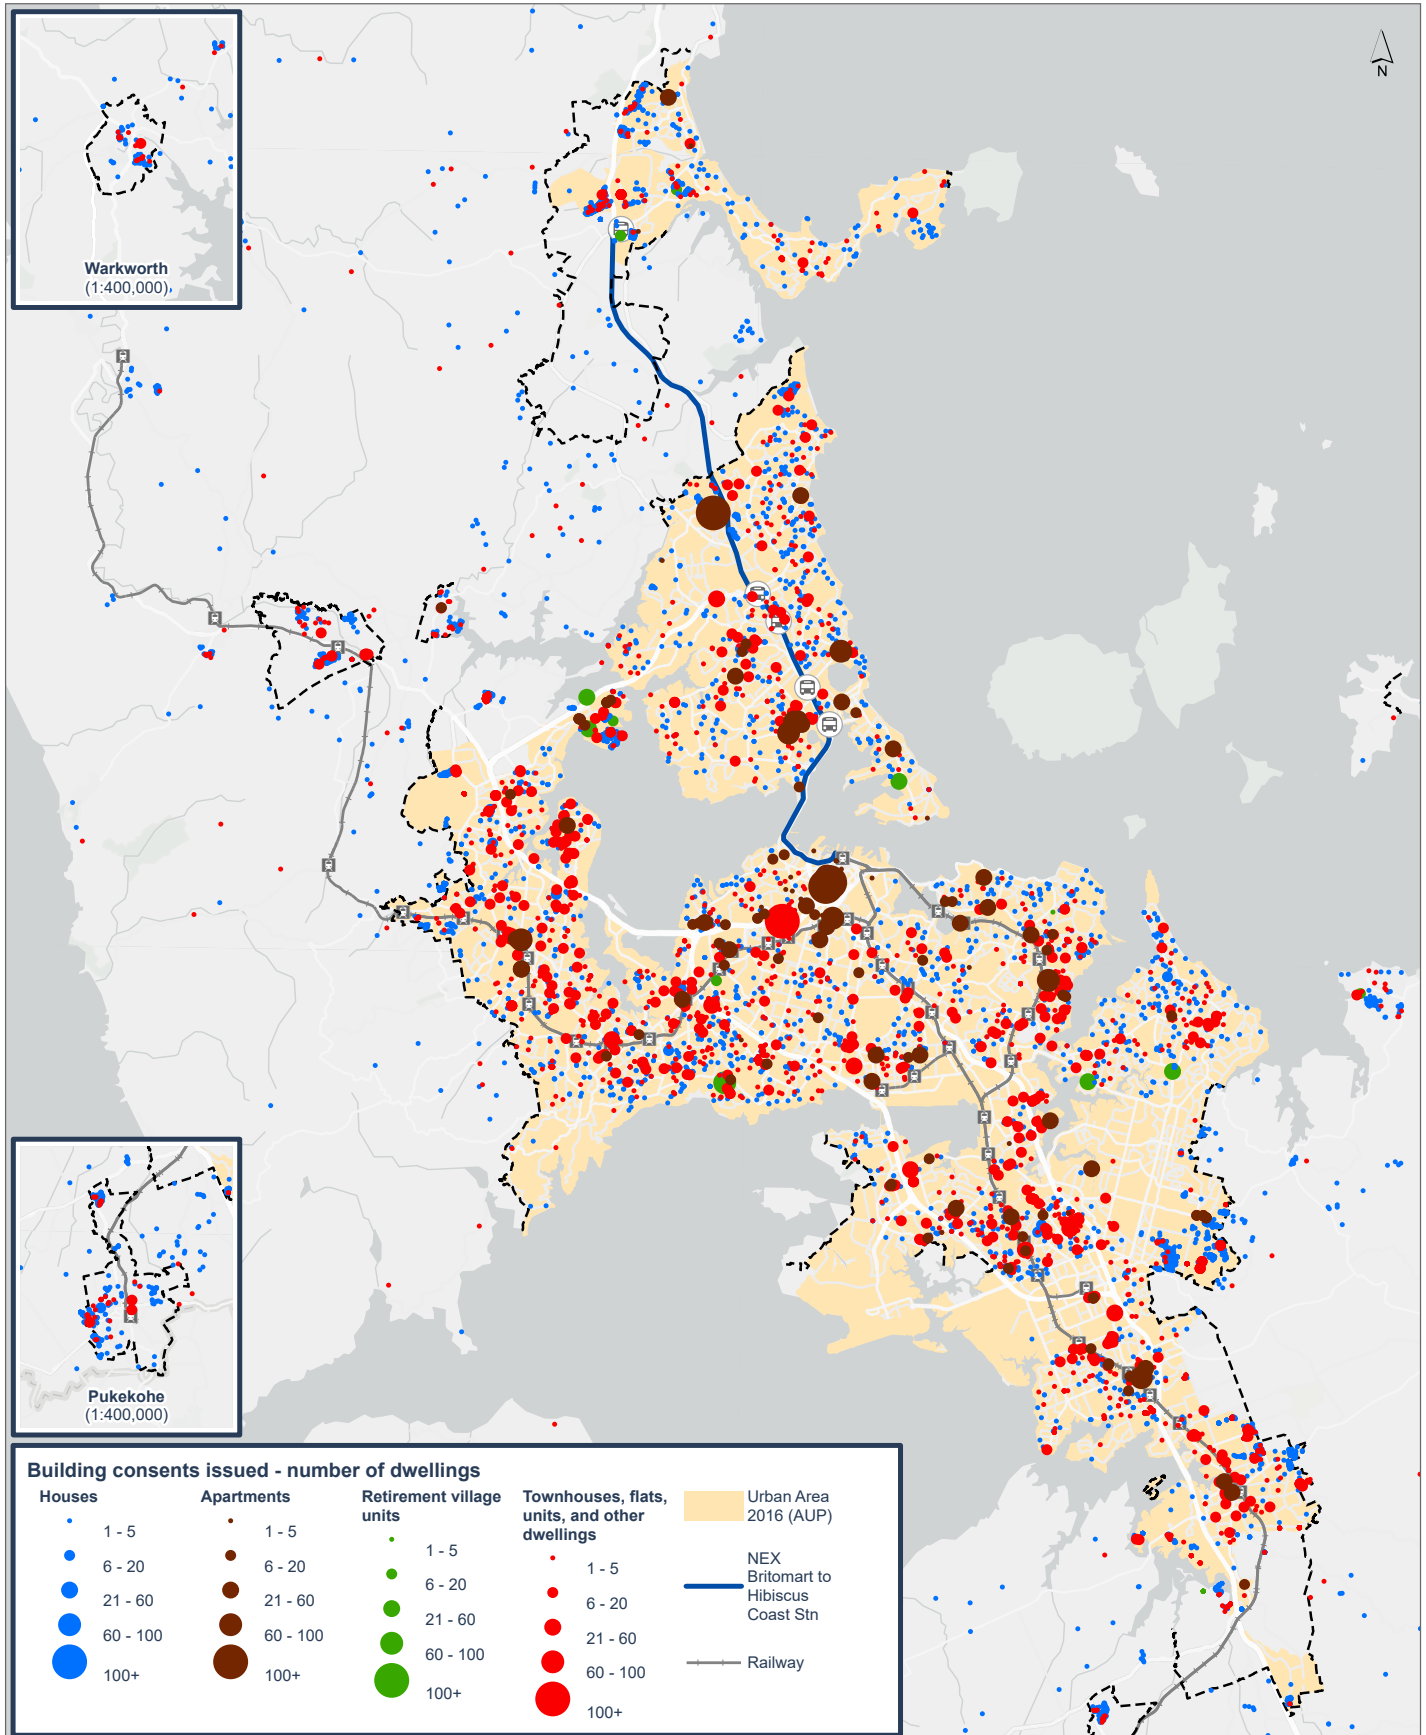 N
Warkworth
(1:400,000)
Pukekohe
(1:400,000)
Building consents issued - number of dwellings
Houses
1 - 5
6 - 20
21 - 60
60 - 100
100+
Apartments
1 - 5
6 - 20
21 - 60
60 - 100
100+
Retirement village
units
1 - 5
6 - 20
21 - 60
60 - 100
100+
Townhouses, flats,
units, and other
dwellings
1 - 5
6 - 20
21 - 60
60 - 100
100+
Urban Area
2016 (AUP)
NEX
Britomart to
Hibiscus
Coast Stn
Railway